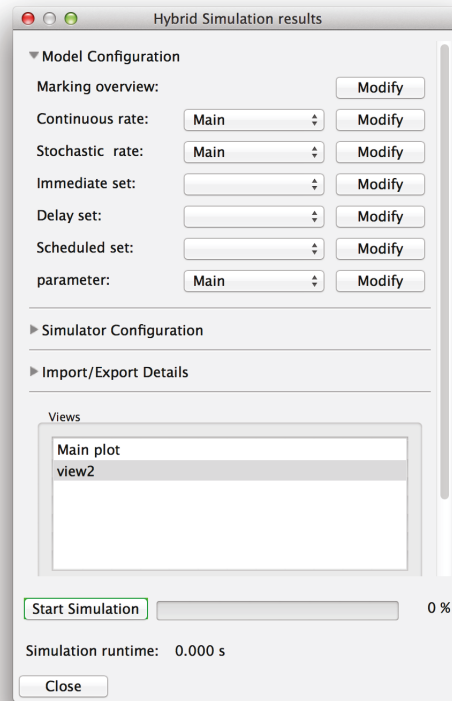 Hybrid Simulation results
Model Configuration
Marking overview: Modify
Continuous rate: Main Modify
Stochastic rate: Main Modify
Immediate set: Modify
Delay set: Modify
Scheduled set: Modify
parameter: Main Modify
Simulator Configuration
Import/Export Details
Views
Main plot
view2
Start Simulation 0 %
Simulation runtime: 0.000 s
Close